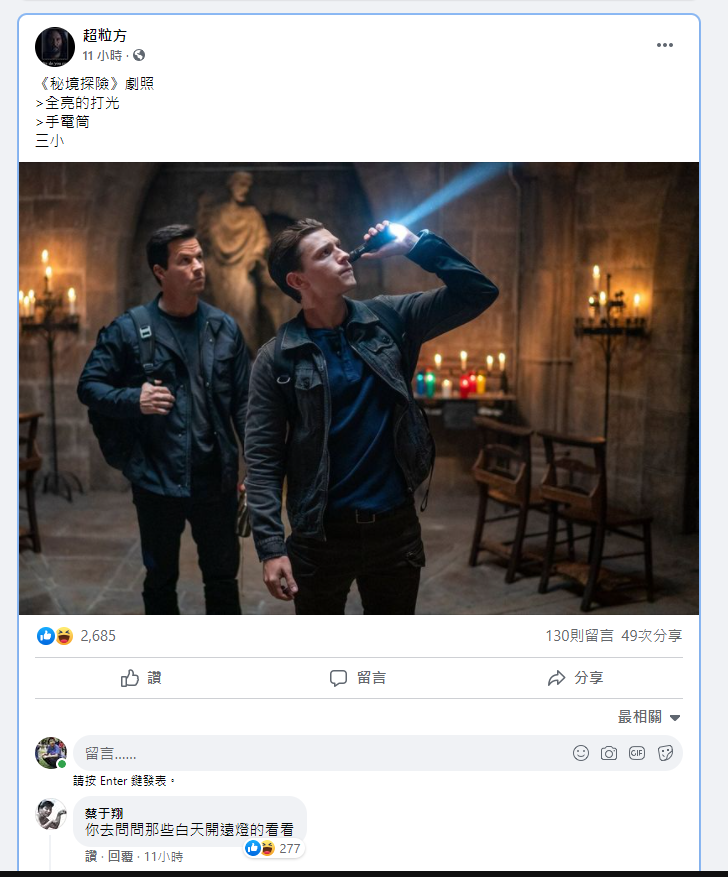 超粒方
11 小時 ·
《秘境探險》劇照
>全亮的打光
>手電筒
三小
2,685
130則留言 49次分享
讚
留言
分享
最相關
留言......
GIF
請按 Enter 鍵發表。
蔡于翔
你去問問那些白天開遠燈的看看
277
讚 · 回覆 · 11小時